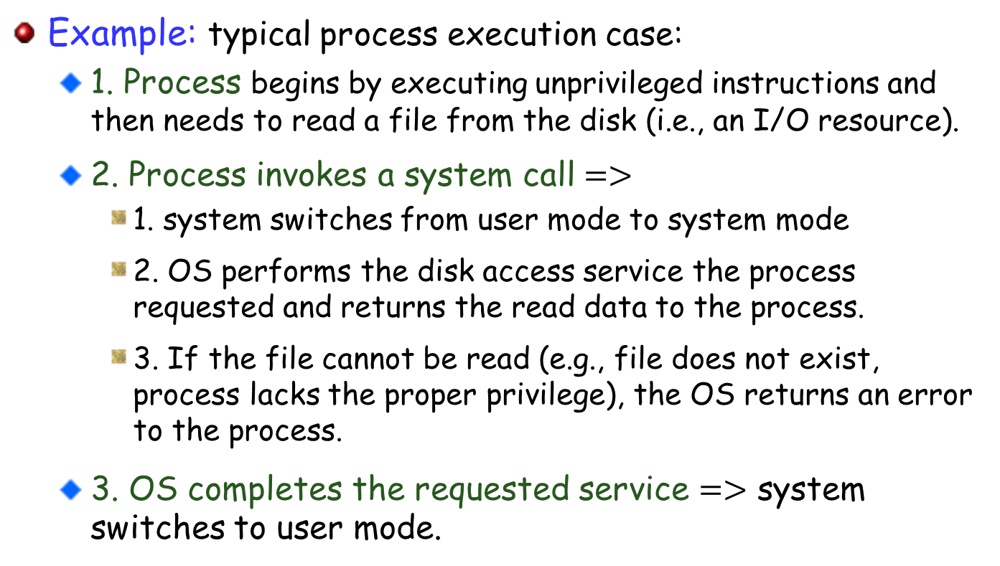 Example: typical process execution case:
1. Process begins by executing unprivileged instructions and
then needs to read a file from the disk (i.e., an I/O resource).
2. Process invokes a system call =>
1. system switches from user mode to system mode
2. OS performs the disk access service the process
requested and returns the read data to the process.
3. If the file cannot be read (e.g., file does not exist,
process lacks the proper privilege), the OS returns an error
to the process.
3. OS completes the requested service => system
switches to user mode.